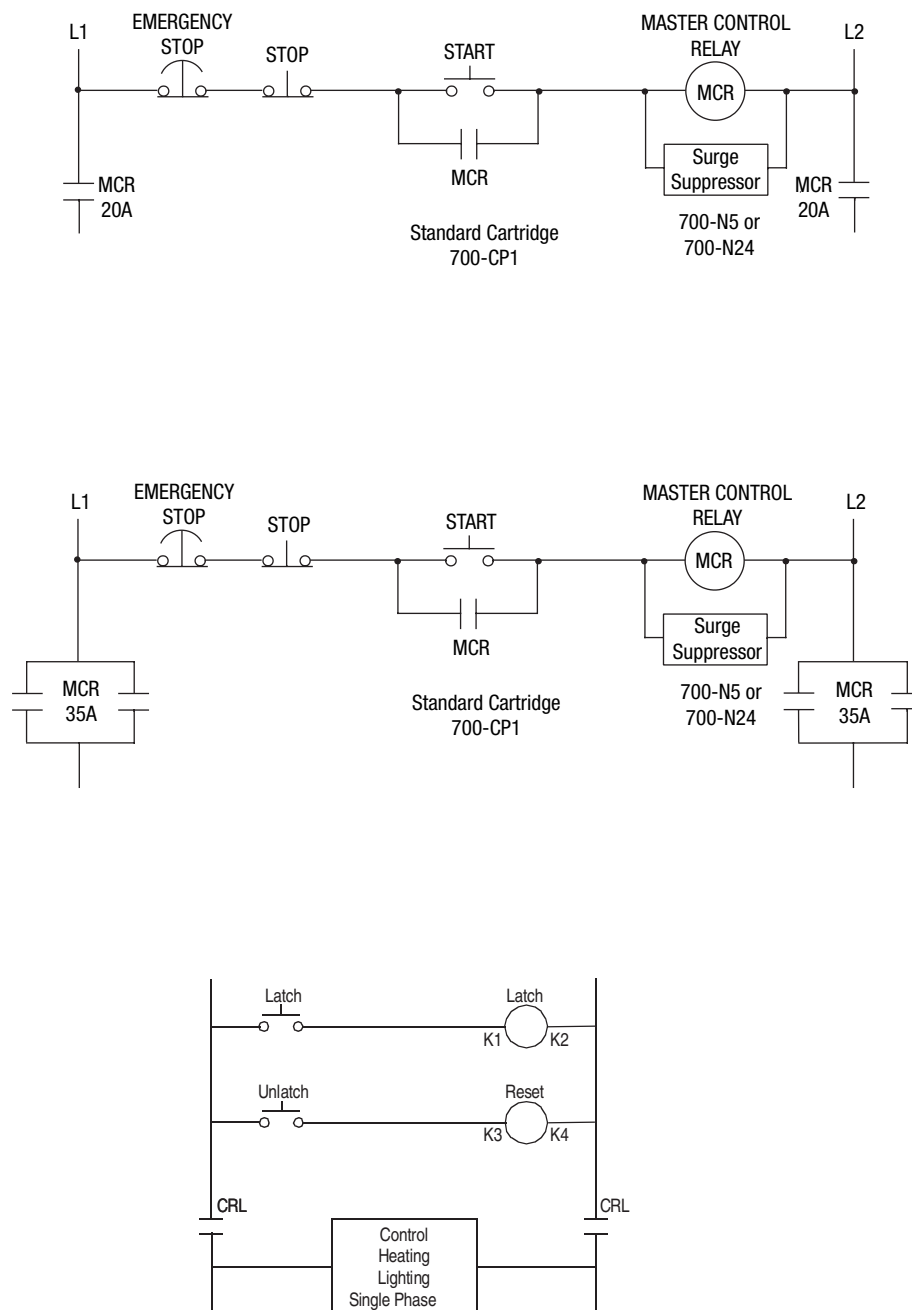 L1
EMERGENCY
STOP
STOP
START
MASTER CONTROL
RELAY
L2
MCR
MCR
20A
MCR
Surge
Suppressor
MCR
20A
Standard Cartridge
700-CP1
700-N5 or
700-N24
L1
EMERGENCY
STOP
STOP
START
MASTER CONTROL
RELAY
L2
MCR
MCR
Surge
Suppressor
MCR
35A
Standard Cartridge
700-CP1
700-N5 or
700-N24
MCR
35A
Latch
Latch
K1
K2
Unlatch
Reset
K3
K4
CRL
CRL
Control
Heating
Lighting
Single Phase